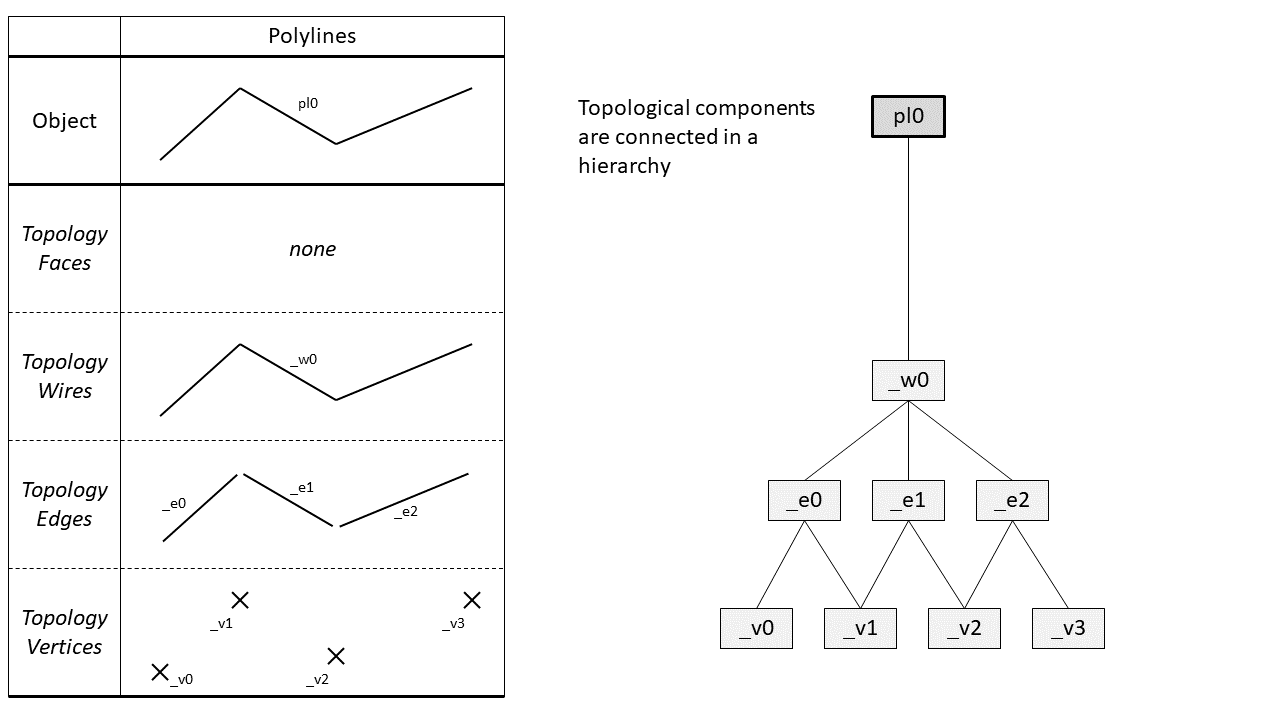 Polylines
Object
pl0
Topology
Faces
none
Topology
Wires
_w0
Topology
Edges
_e0
_e1
_e2
Topology
Vertices
_v1
_v3
_v0
_v2
Topological components
are connected in a
hierarchy
pl0
_w0
_e0
_e1
_e2
_v0
_v1
_v2
_v3